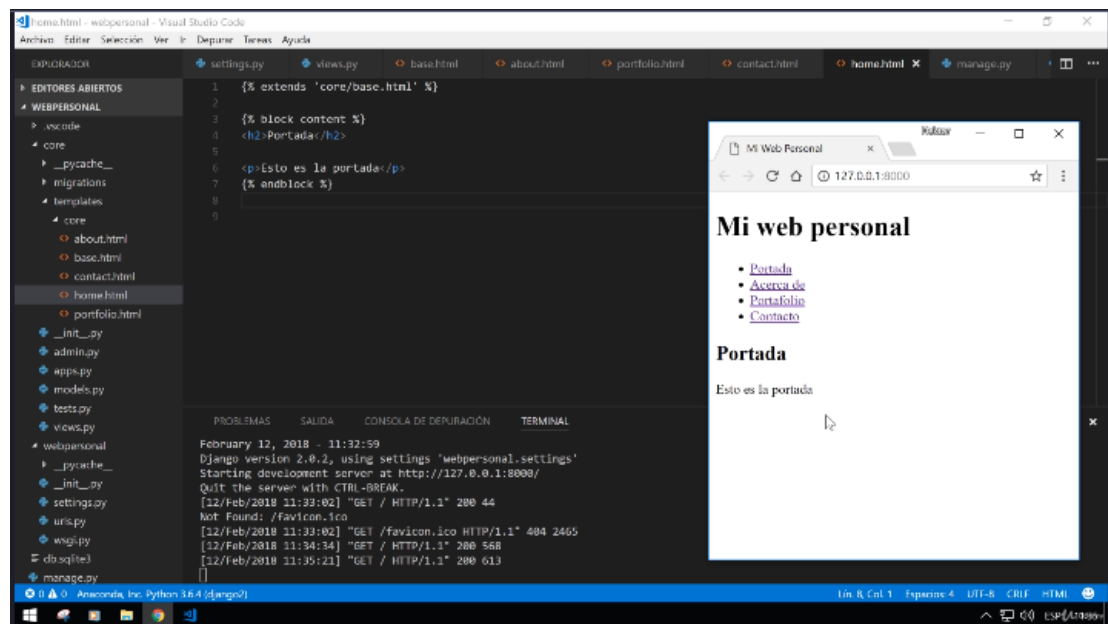 home.html - webpersonal - Visual Studio Code
Archivo Editar Selección Ver Ir Depurar Tareas Ayuda
EXPLORADOR
settings.py views.py base.html about.html portfolio.html contact.html home.html manage.py
EDITORES ABIERTOS
WEBPERSONAL
.vscode
core
__pycache__
migrations
templates
core
about.html
base.html
contact.html
home.html
portfolio.html
__init__.py
admin.py
apps.py
models.py
tests.py
views.py
webpersonal
__pycache__
__init__.py
settings.py
urls.py
wsgi.py
db.sqlite3
manage.py
1 {% extends 'core/base.html' %}
2
3 {% block content %}
4 <h2>Portada</h2>
5
6 <p>Esto es la portada</p>
7 {% endblock %}
8
9
Mi Web Personal
127.0.0.1:8000
Mi web personal
Portada
Acerca de
Portafolio
Contacto
Portada
Esto es la portada
PROBLEMAS SALIDA CONSOLA DE DEPURACIÓN TERMINAL
February 12, 2018 - 11:32:59
Django version 2.0.2, using settings 'webpersonal.settings'
Starting development server at http://127.0.0.1:8000/
Quit the server with CTRL-BREAK.
[12/Feb/2018 11:33:02] "GET / HTTP/1.1" 200 44
Not Found: /favicon.ico
[12/Feb/2018 11:33:02] "GET /favicon.ico HTTP/1.1" 404 2465
[12/Feb/2018 11:34:34] "GET / HTTP/1.1" 200 568
[12/Feb/2018 11:35:21] "GET / HTTP/1.1" 200 613
0 0 Anaconda, Inc. Python 3.6.4 (django2)
Lín. 8, Col. 1 Espacios: 4 UTF-8 CRLF HTML
ESP